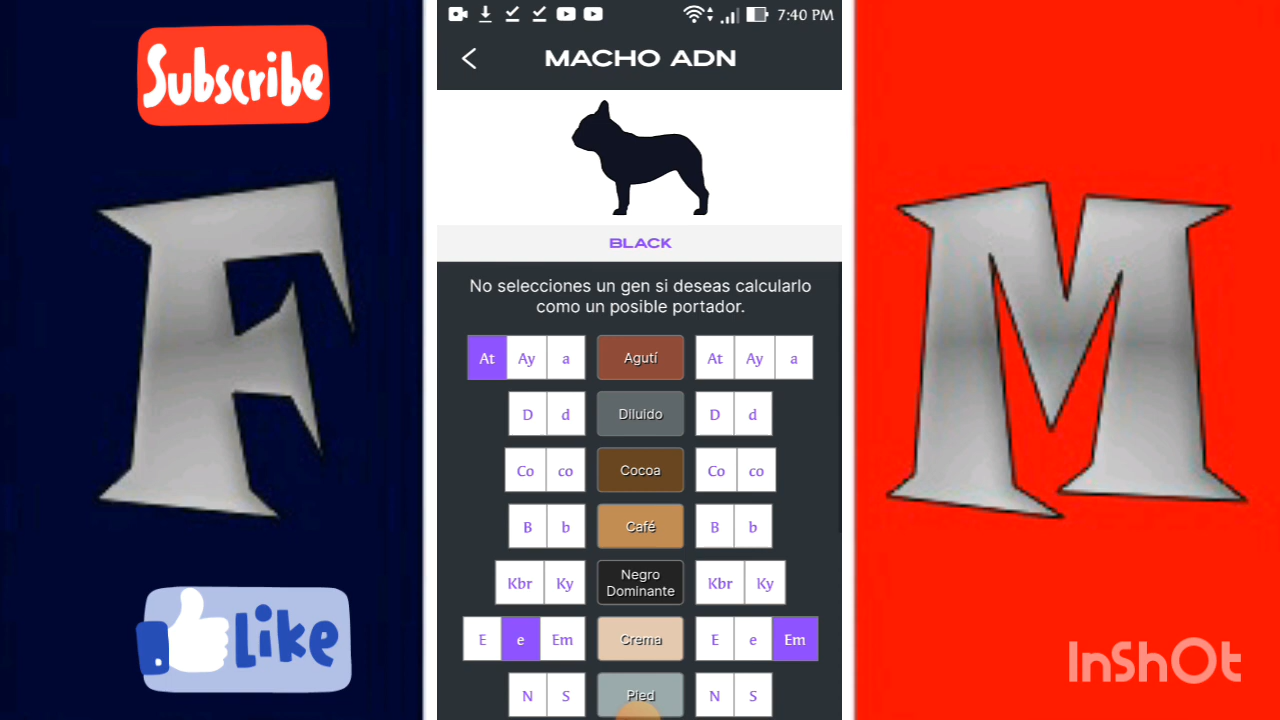 Subscribe
F
Like
7:40 PM
MACHO ADN
BLACK
No selecciones un gen si deseas calcularlo
como un posible portador.
At Ay a Agutí At Ay a
D d Diluido D d
Co co Cocoa Co co
B b Café B b
Kbr Ky Negro Dominante Kbr Ky
E e Em Crema E e Em
N S Pied N S
M
InShOt